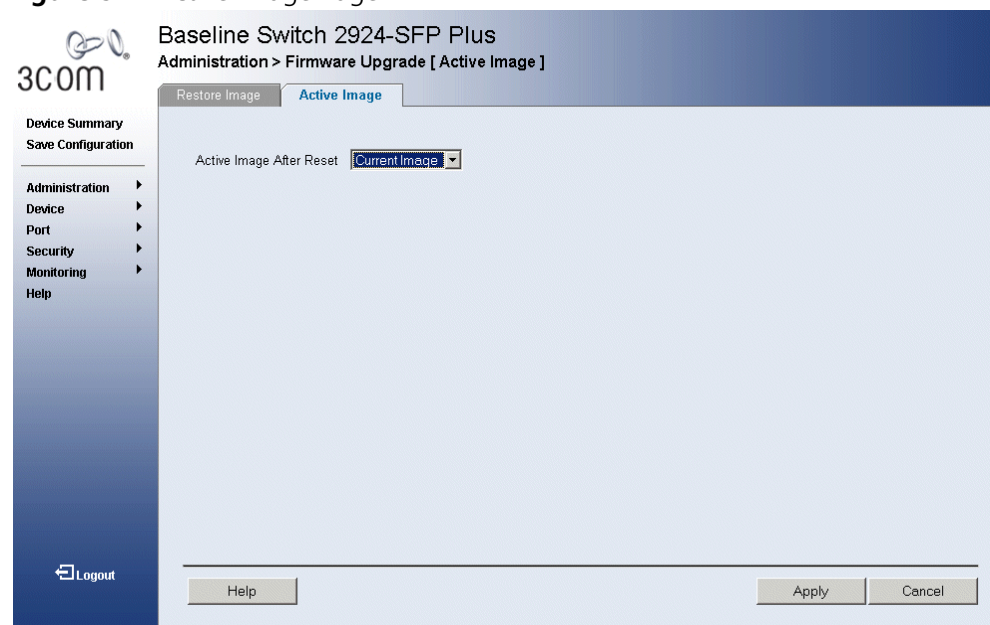 3COM
Baseline Switch 2924-SFP Plus
Administration > Firmware Upgrade [ Active Image ]
Restore Image
Active Image
Device Summary
Save Configuration
Administration
Device
Port
Security
Monitoring
Help
Logout
Active Image After Reset
Current Image
Help
Apply
Cancel